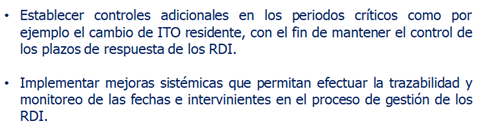 • Establecer controles adicionales en los periodos críticos como por
ejemplo el cambio de ITO residente, con el fin de mantener el control de
los plazos de respuesta de los RDI.
• Implementar mejoras sistémicas que permitan efectuar la trazabilidad y
monitoreo de las fechas e intervinientes en el proceso de gestión de los
RDI.